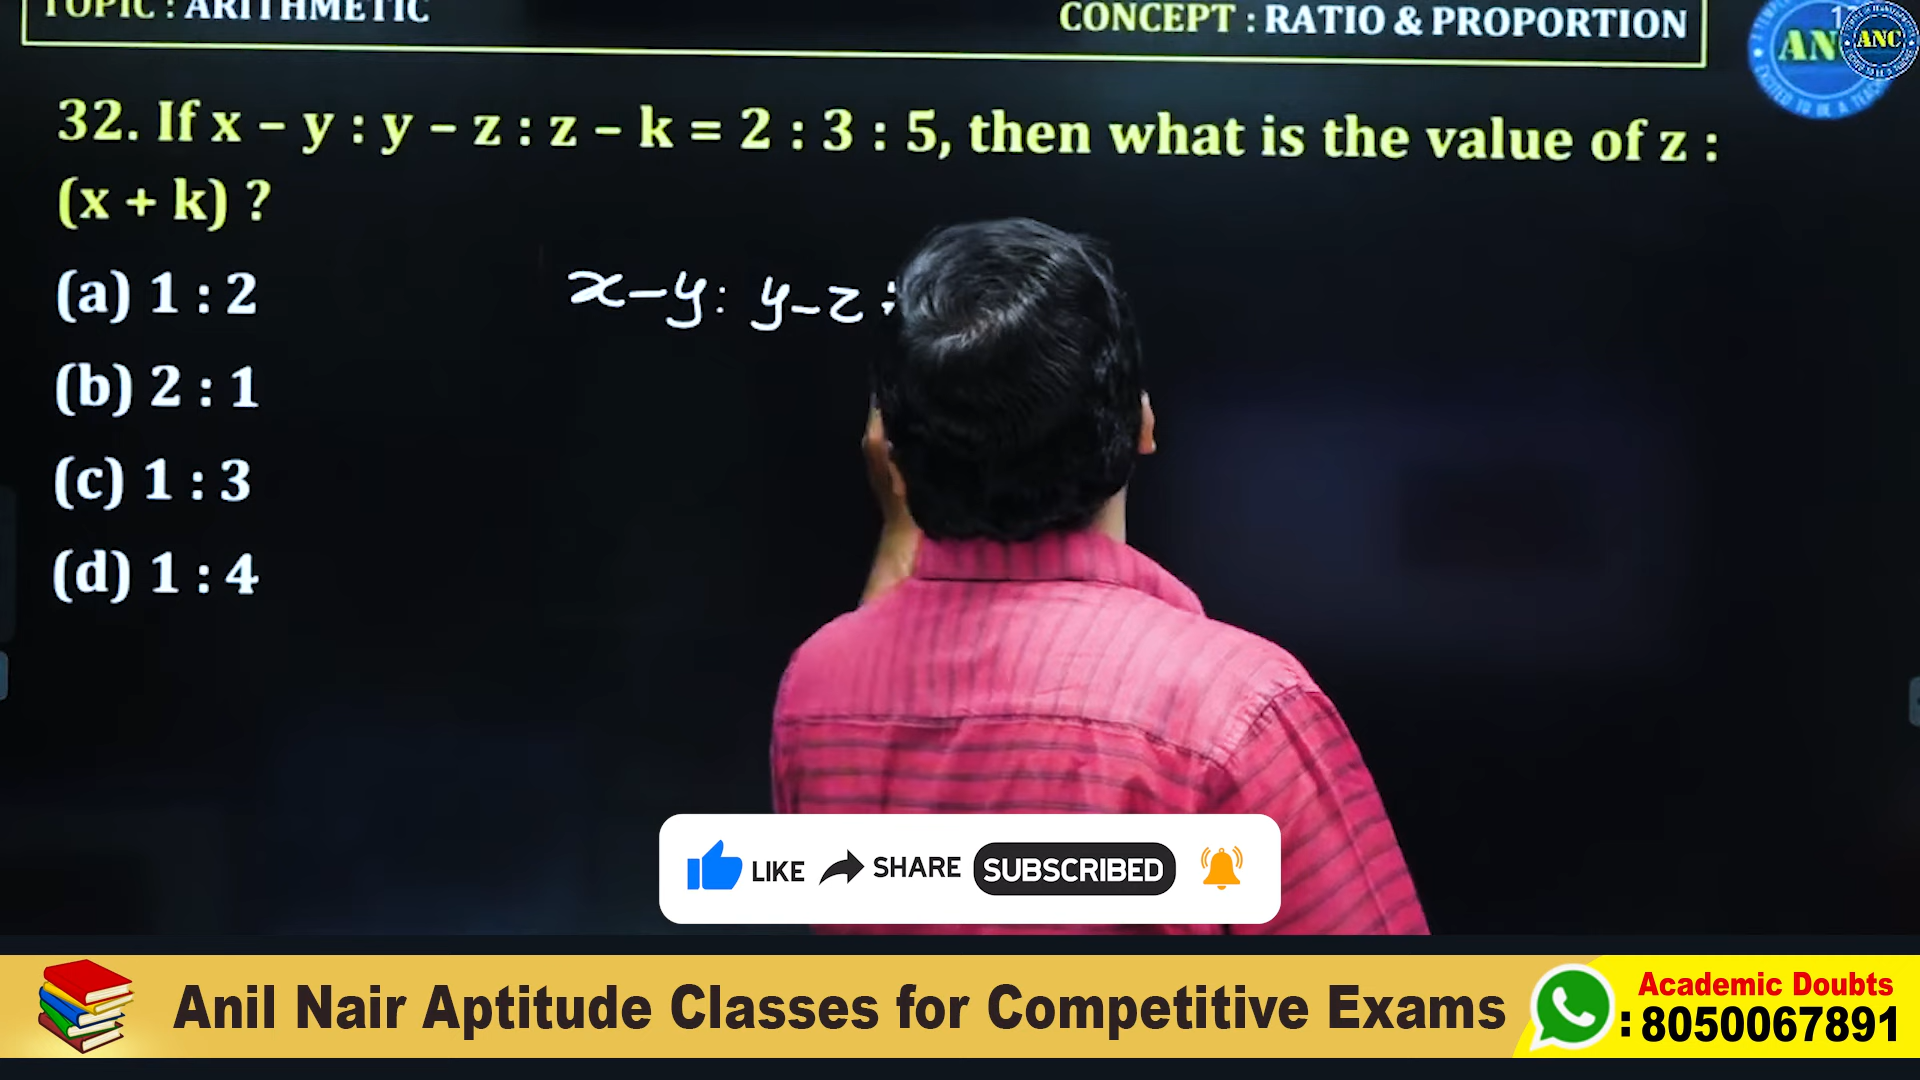 TOPIC : ARITHMETIC
CONCEPT : RATIO & PROPORTION
ANC
32. If x – y : y – z : z – k = 2 : 3 : 5, then what is the value of z :
(x + k) ?
(a) 1 : 2
(b) 2 : 1
(c) 1 : 3
(d) 1 : 4
x – y : y – z :
LIKE SHARE SUBSCRIBED
Anil Nair Aptitude Classes for Competitive Exams
Academic Doubts
: 8050067891